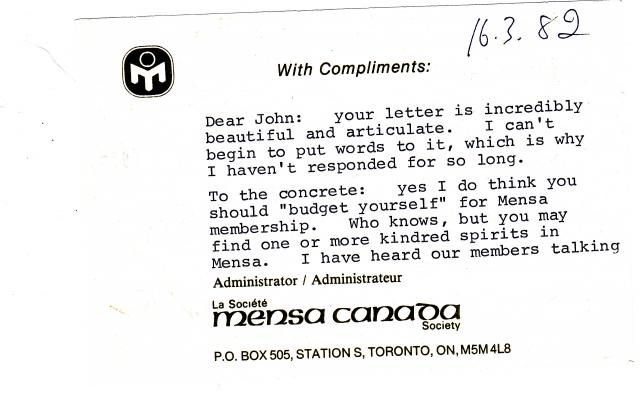 16.3.82
With Compliments:
Dear John:   your letter is incredibly
beautiful and articulate.   I can't
begin to put words to it, which is why
I haven't responded for so long.
To the concrete:   yes I do think you
should "budget yourself" for Mensa
membership.   Who knows, but you may
find one or more kindred spirits in
Mensa.   I have heard our members talking
Administrator / Administrateur
La Société
mensa canada
Society
P.O. BOX 505, STATION S, TORONTO, ON, M5M 4L8